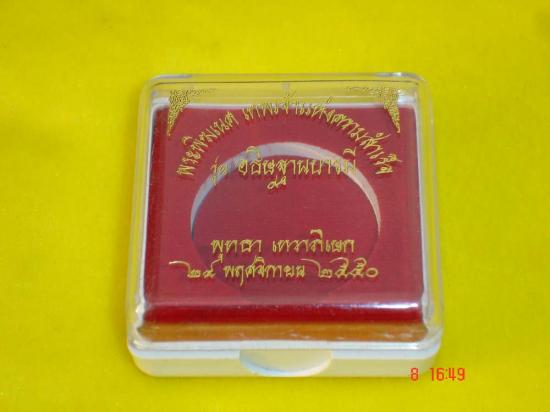 พระพิฆเนศ เทพเจ้าแห่งความสำเร็จ
รุ่น อธิษฐานบารมี
พุทธา เทวาภิเษก
๒๔ พฤศจิกายน ๒๕๕๐
8 16:49